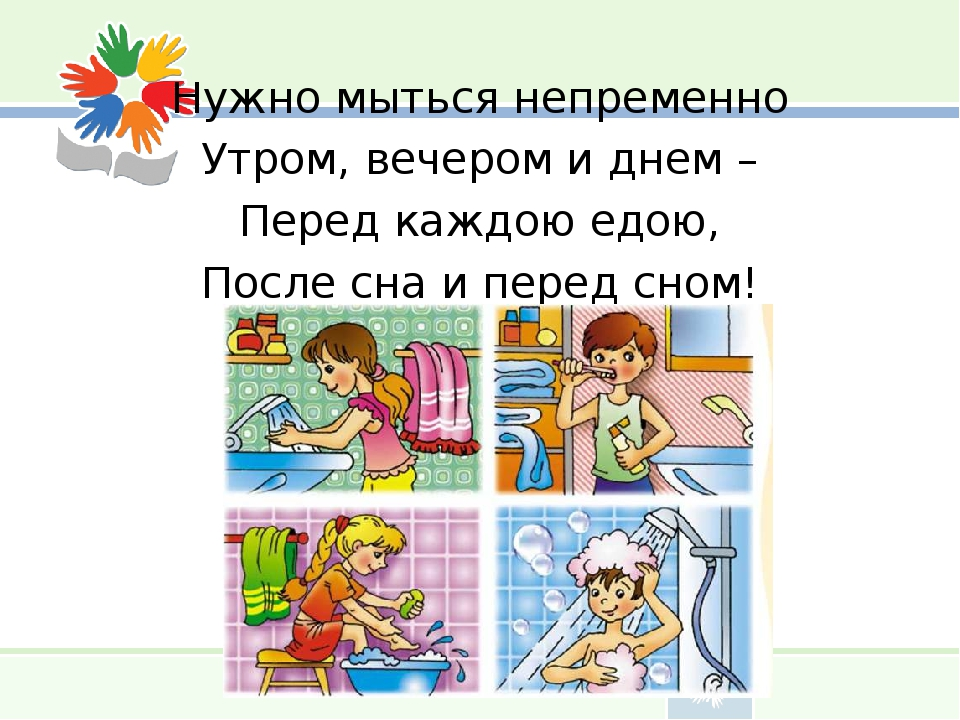 Нужно мыться непременно
Утром, вечером и днем –
Перед каждою едою,
После сна и перед сном!